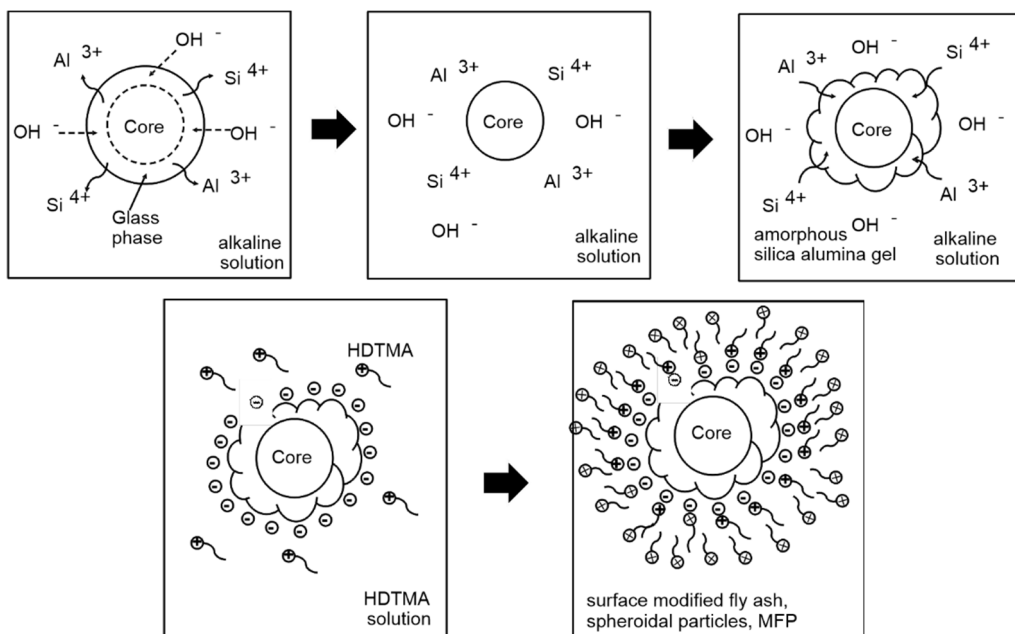 OH -
Al 3+
Si 4+
Core
OH -
OH -
Si 4+
Al 3+
Glass
phase
alkaline
solution
Al 3+
Si 4+
OH -
Core
OH -
Si 4+
Al 3+
OH -
alkaline
solution
OH -
Al 3+
Si 4+
Core
OH -
OH -
Si 4+
Al 3+
OH -
amorphous
silica alumina gel
alkaline
solution
HDTMA
Core
HDTMA
solution
Core
surface modified fly ash,
spheroidal particles, MFP